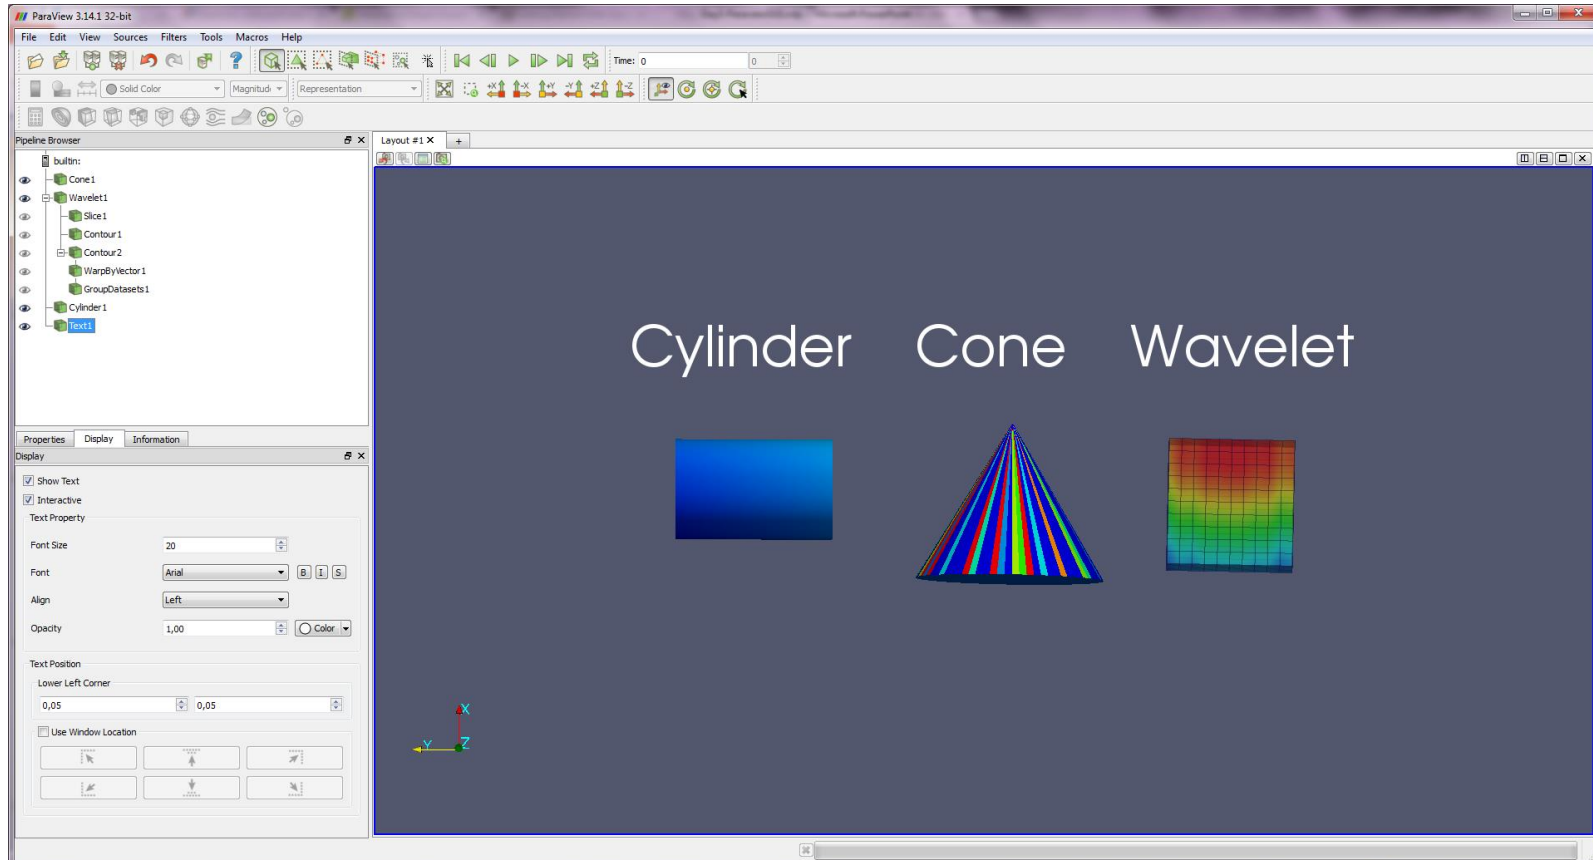 ParaView 3.14.1 32-bit
File Edit View Sources Filters Tools Macros Help
Time: 0 0
Solid Color Magnitud Representation
Pipeline Browser
builtin:
Cone1
Wavelet1
Slice1
Contour1
Contour2
WarpByVector1
GroupDatasets1
Cylinder1
Text1
Properties Display Information
Display
Show Text
Interactive
Text Property
Font Size 20
Font Arial B I S
Align Left
Opacity 1,00 Color
Text Position
Lower Left Corner
0,05 0,05
Use Window Location
Layout #1 X +
Cylinder Cone Wavelet
X
Y Z